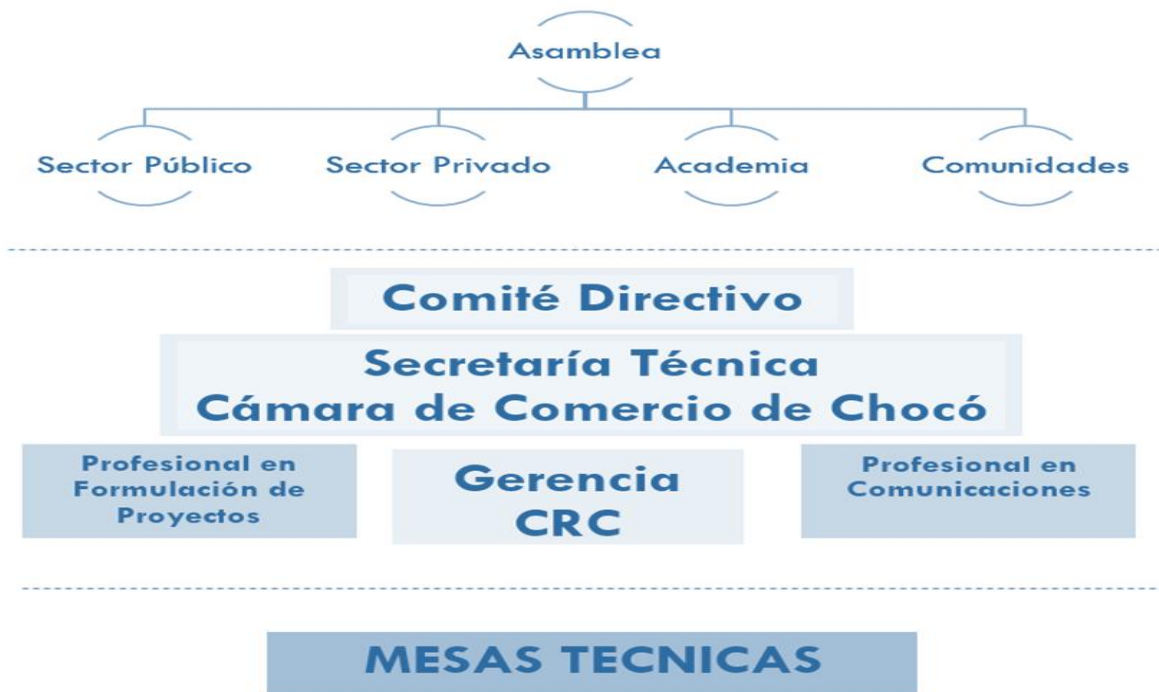 Asamblea
Sector Público
Sector Privado
Academia
Comunidades
Comité Directivo
Secretaría Técnica
Cámara de Comercio de Chocó
Profesional en
Formulación de
Proyectos
Gerencia
CRC
Profesional en
Comunicaciones
MESAS TECNICAS